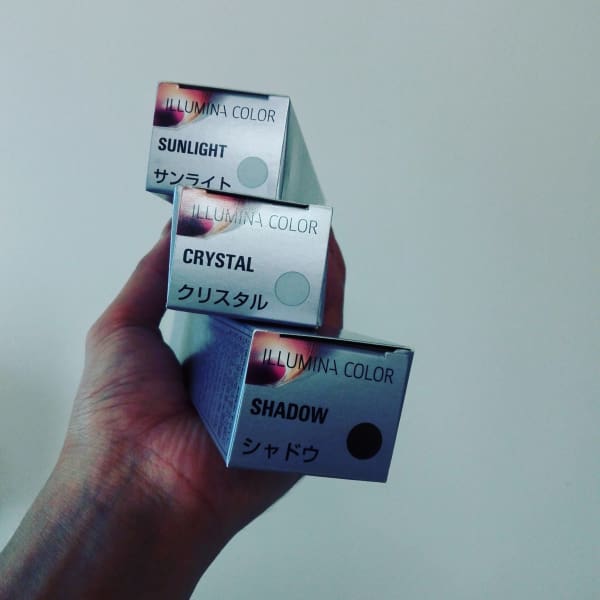 ILLUMINA COLOR
SUNLIGHT
サンライト
ILLUMINA COLOR
CRYSTAL
クリスタル
ILLUMINA COLOR
SHADOW
シャドウ